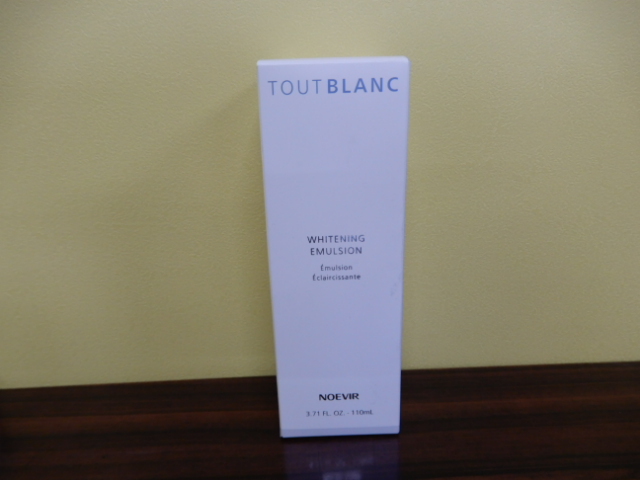 TOUTBLANC
WHITENING
EMULSION
Émulsion
Éclaircissante
NOEVIR
3.71 FL. OZ. - 110mL